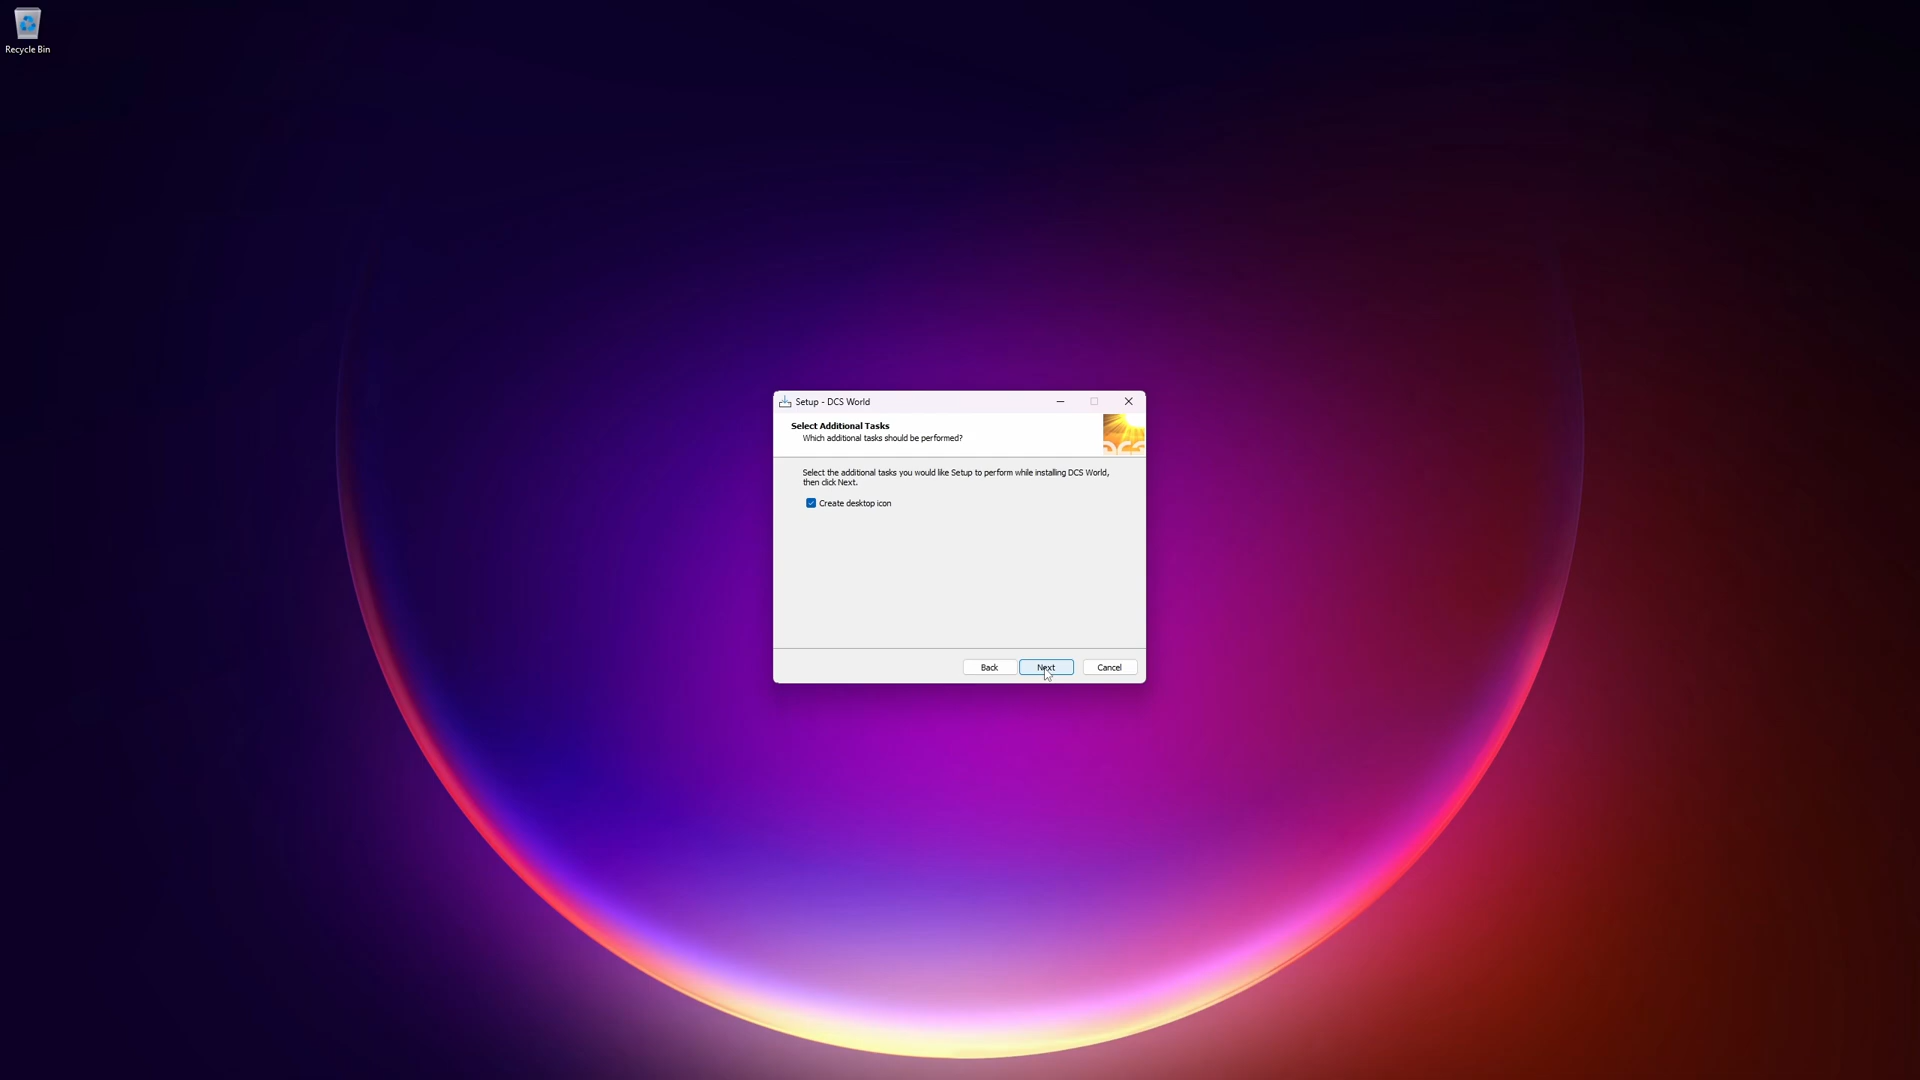 Recycle Bin
Setup - DCS World
Select Additional Tasks
Which additional tasks should be performed?
Select the additional tasks you would like Setup to perform while installing DCS World,
then click Next.
Create desktop icon
Back
Next
Cancel